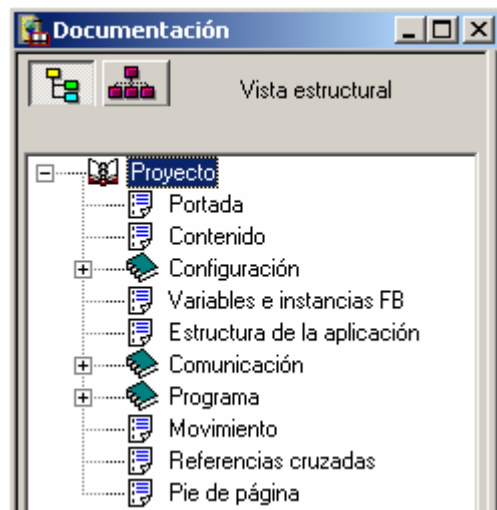 Documentación
Vista estructural
Proyecto
Portada
Contenido
Configuración
Variables e instancias FB
Estructura de la aplicación
Comunicación
Programa
Movimiento
Referencias cruzadas
Pie de página